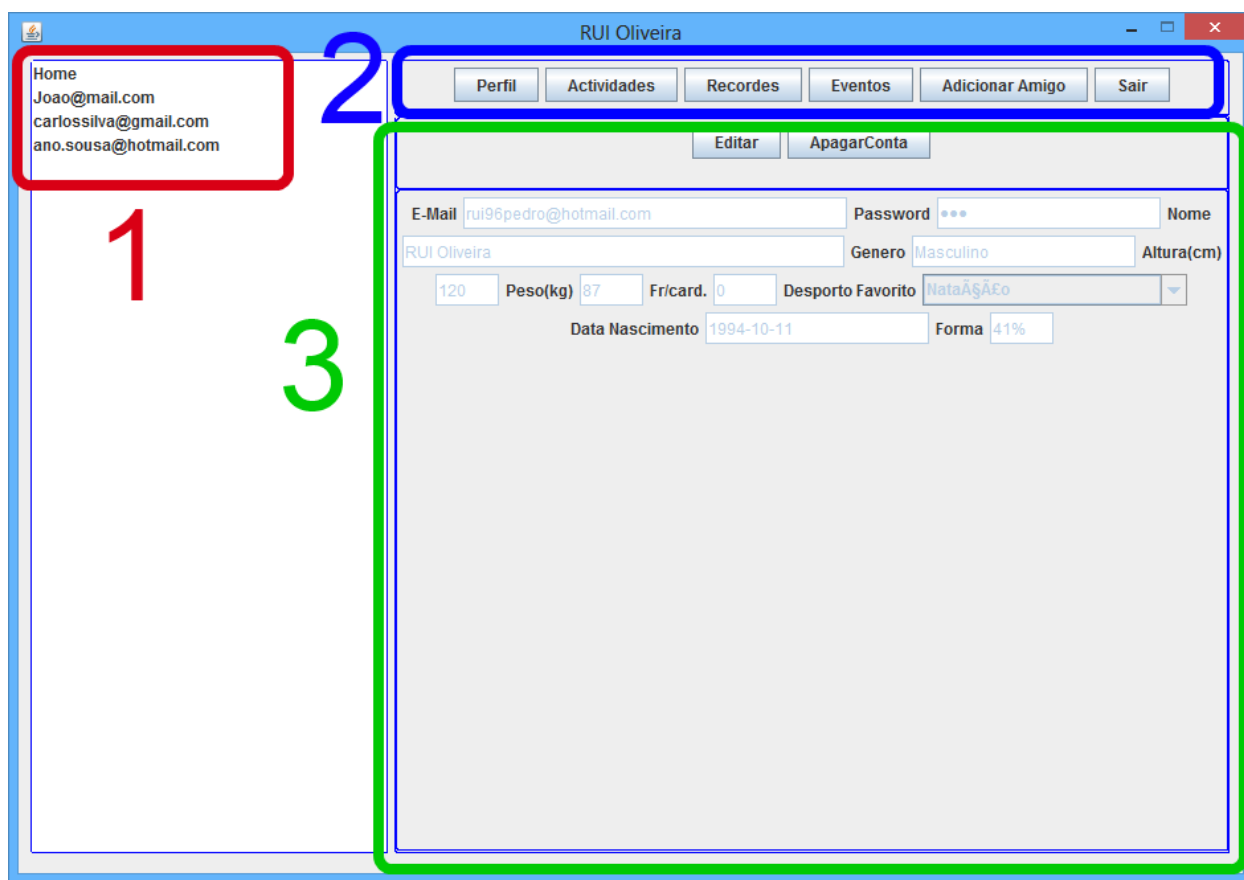 RUI Oliveira
Home
Joao@mail.com
carlossilva@gmail.com
ano.sousa@hotmail.com
1
2
Perfil Actividades Recordes Eventos Adicionar Amigo Sair
3
Editar ApagarConta
E-Mail rui96pedro@hotmail.com Password ••• Nome
RUI Oliveira Genero Masculino Altura(cm)
120 Peso(kg) 87 Fr/card. 0 Desporto Favorito NataÃ§Ã£o
Data Nascimento 1994-10-11 Forma 41%